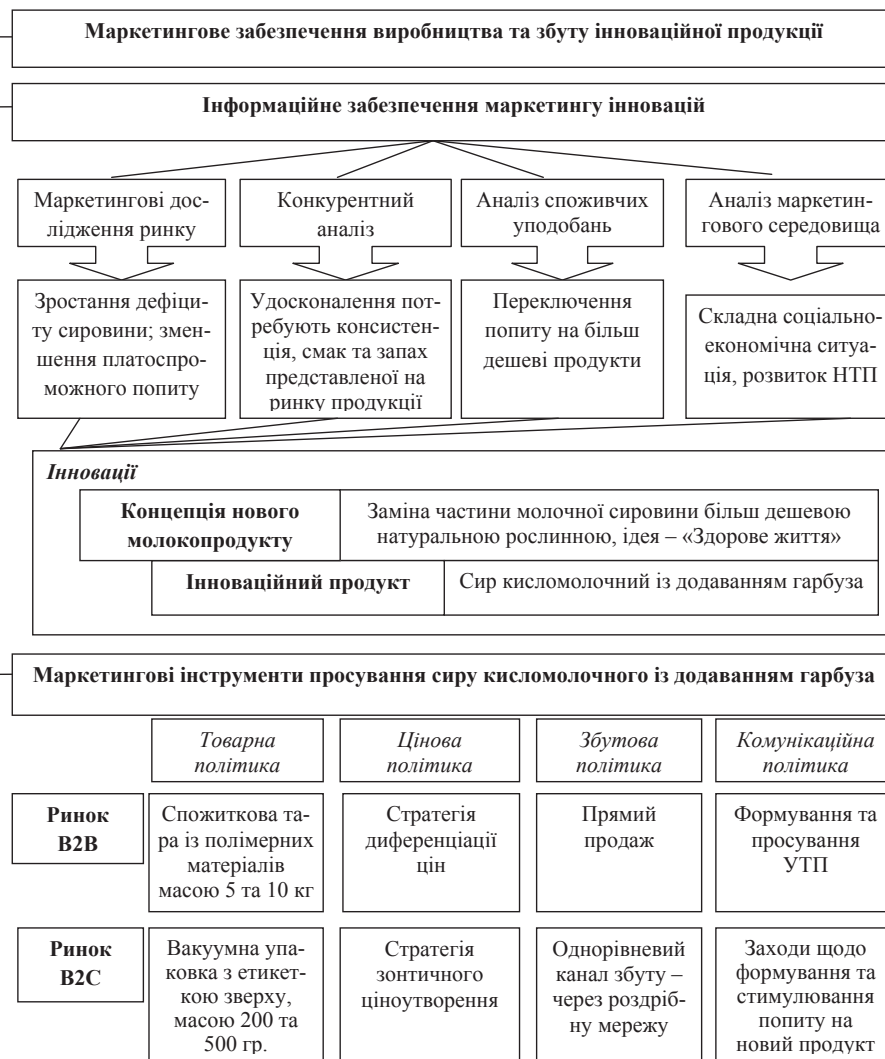 Маркетингове забезпечення виробництва та збуту інноваційної продукції
Інформаційне забезпечення маркетингу інновацій
Маркетингові дос-
лідження ринку
Конкурентний
аналіз
Аналіз споживчих
уподобань
Аналіз маркетин-
гового середовища
Зростання дефіци-
ту сировини; змен-
шення платоспро-
можного попиту
Удосконалення пот-
ребують консистен-
ція, смак та запах
представленої на
ринку продукції
Переключення
попиту на більш
дешеві продукти
Складна соціально-
економічна ситуа-
ція, розвиток НТП
Інновації
Концепція нового
молокопродукту
Заміна частини молочної сировини більш дешевою
натуральною рослинною, ідея – «Здорове життя»
Інноваційний продукт
Сир кисломолочний із додаванням гарбуза
Маркетингові інструменти просування сиру кисломолочного із додаванням гарбуза
Товарна
політика
Цінова
політика
Збутова
політика
Комунікаційна
політика
Ринок
В2В
Спожиткова та-
ра із полімерних
матеріалів
масою 5 та 10 кг
Стратегія
диференціації
цін
Прямий
продаж
Формування та
просування
УТП
Ринок
В2С
Вакуумна упа-
ковка з етикет-
кою зверху,
масою 200 та
500 гр.
Стратегія
зонтичного
ціноутворення
Однорівневий
канал збуту –
через роздріб-
ну мережу
Заходи щодо
формування та
стимулювання
попиту на
новий продукт